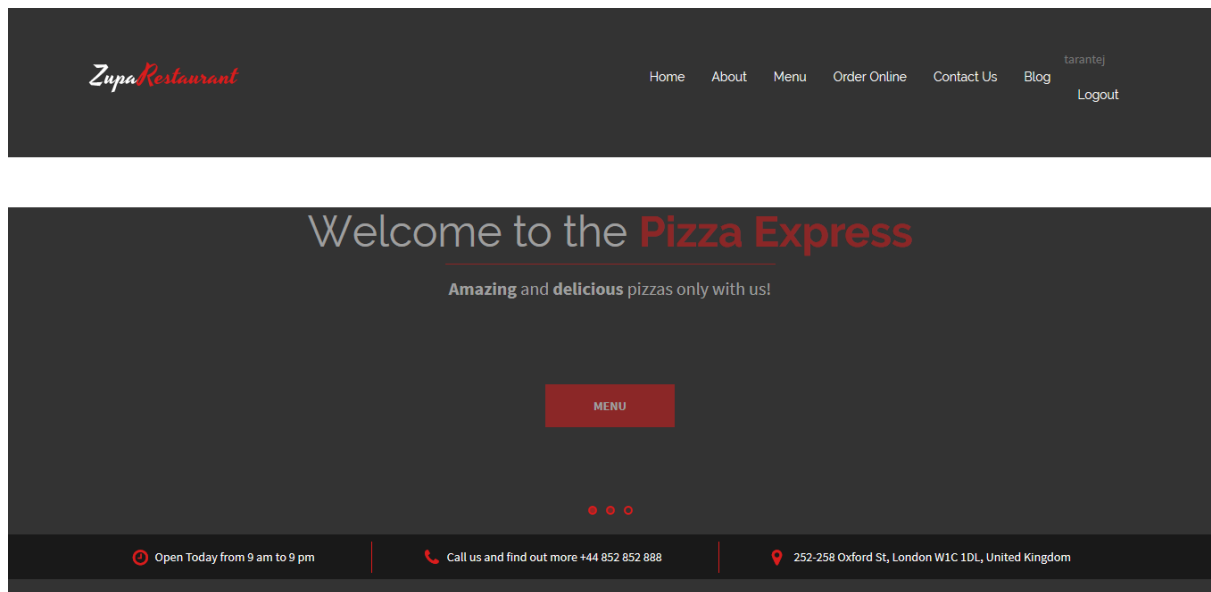 ZupaRestaurant
Home About Menu Order Online Contact Us Blog
tarantej
Logout
Welcome to the Pizza Express
Amazing and delicious pizzas only with us!
MENU
Open Today from 9 am to 9 pm
Call us and find out more +44 852 852 888
252-258 Oxford St, London W1C 1DL, United Kingdom